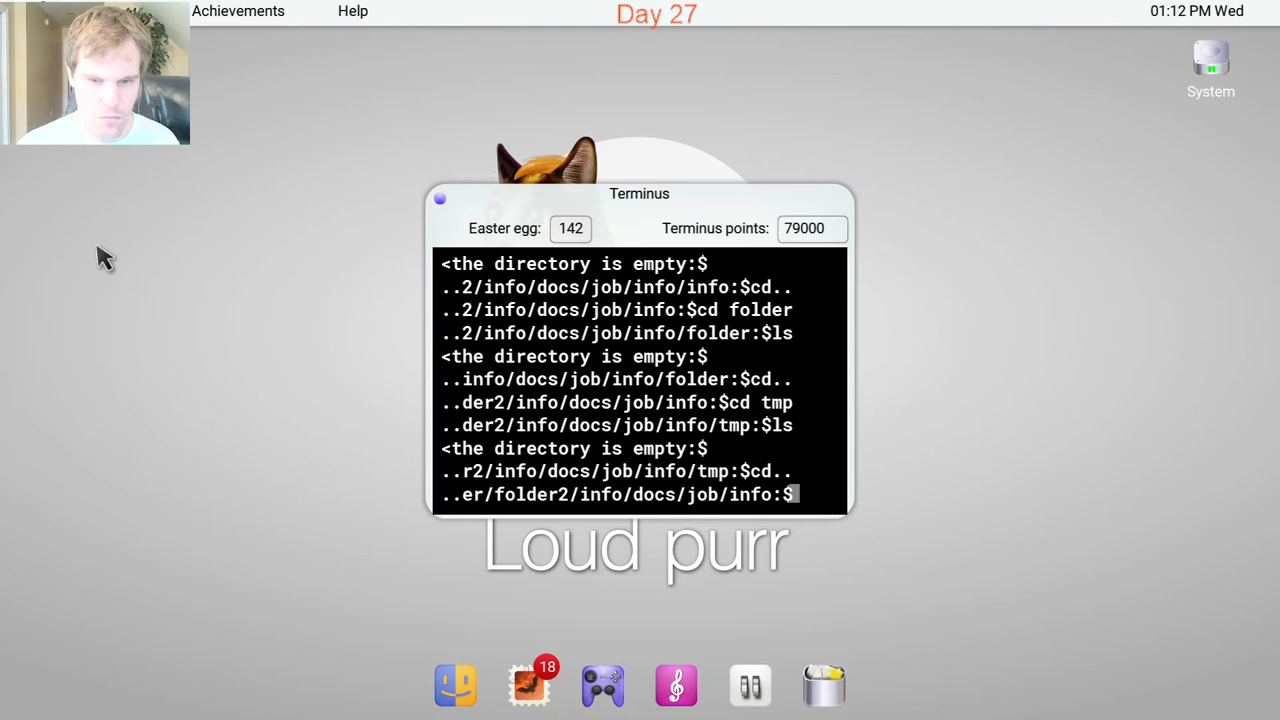 Achievements
Help
Day 27
01:12 PM Wed
System
Terminus
Easter egg: 142
Terminus points: 79000
<the directory is empty:$
..2/info/docs/job/info/info:$cd..
..2/info/docs/job/info:$cd folder
..2/info/docs/job/info/folder:$ls
<the directory is empty:$
..info/docs/job/info/folder:$cd..
..der2/info/docs/job/info:$cd tmp
..der2/info/docs/job/info/tmp:$ls
<the directory is empty:$
..r2/info/docs/job/info/tmp:$cd..
..er/folder2/info/docs/job/info:$
Loud purr
18